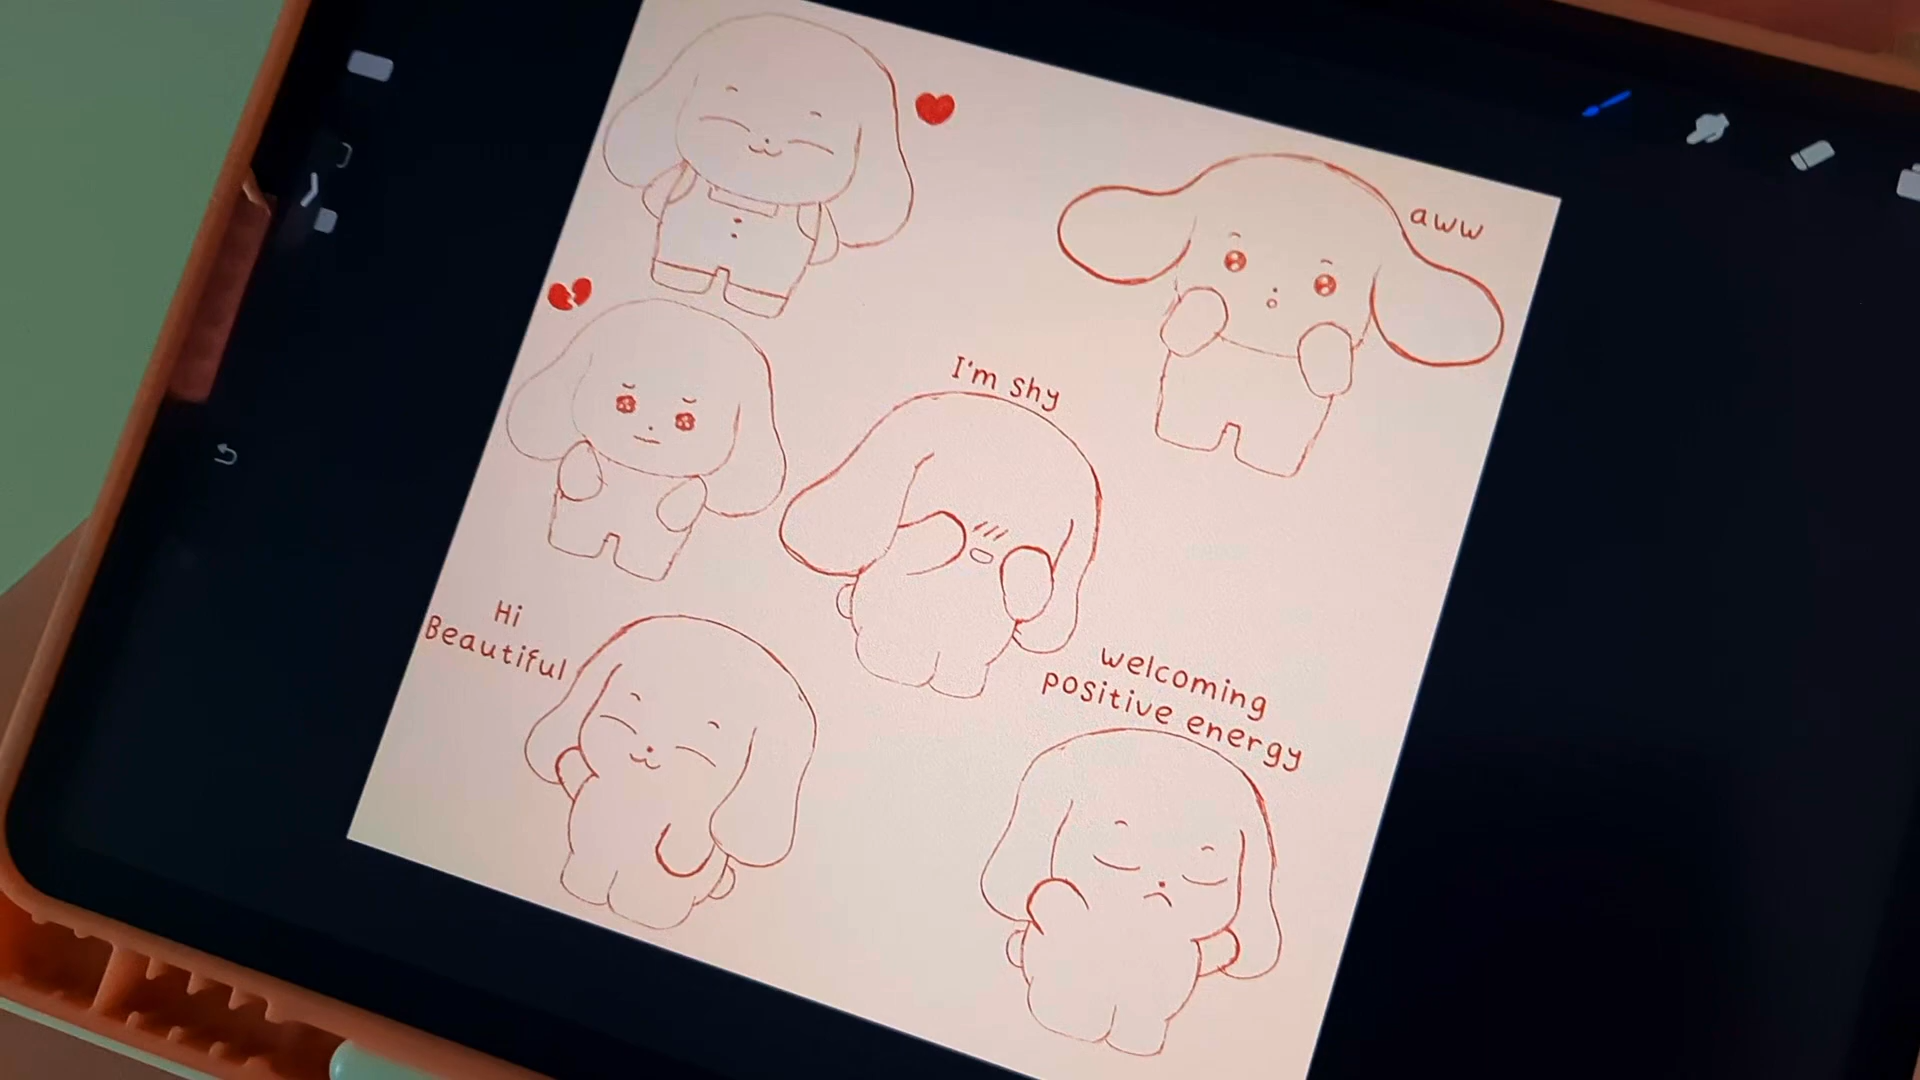 aww
I'm shy
Hi
Beautiful
welcoming
positive energy